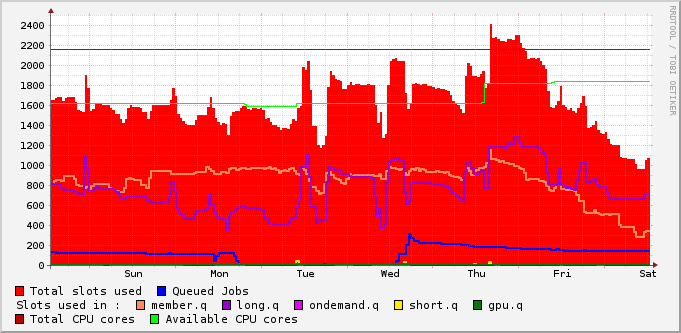 RRDTOOL / TOBI OETIKER
2400
2200
2000
1800
1600
1400
1200
1000
800
600
400
200
0
Sun Mon Tue Wed Thu Fri Sat
Total slots used Queued Jobs
Slots used in : member.q long.q ondemand.q short.q gpu.q
Total CPU cores Available CPU cores